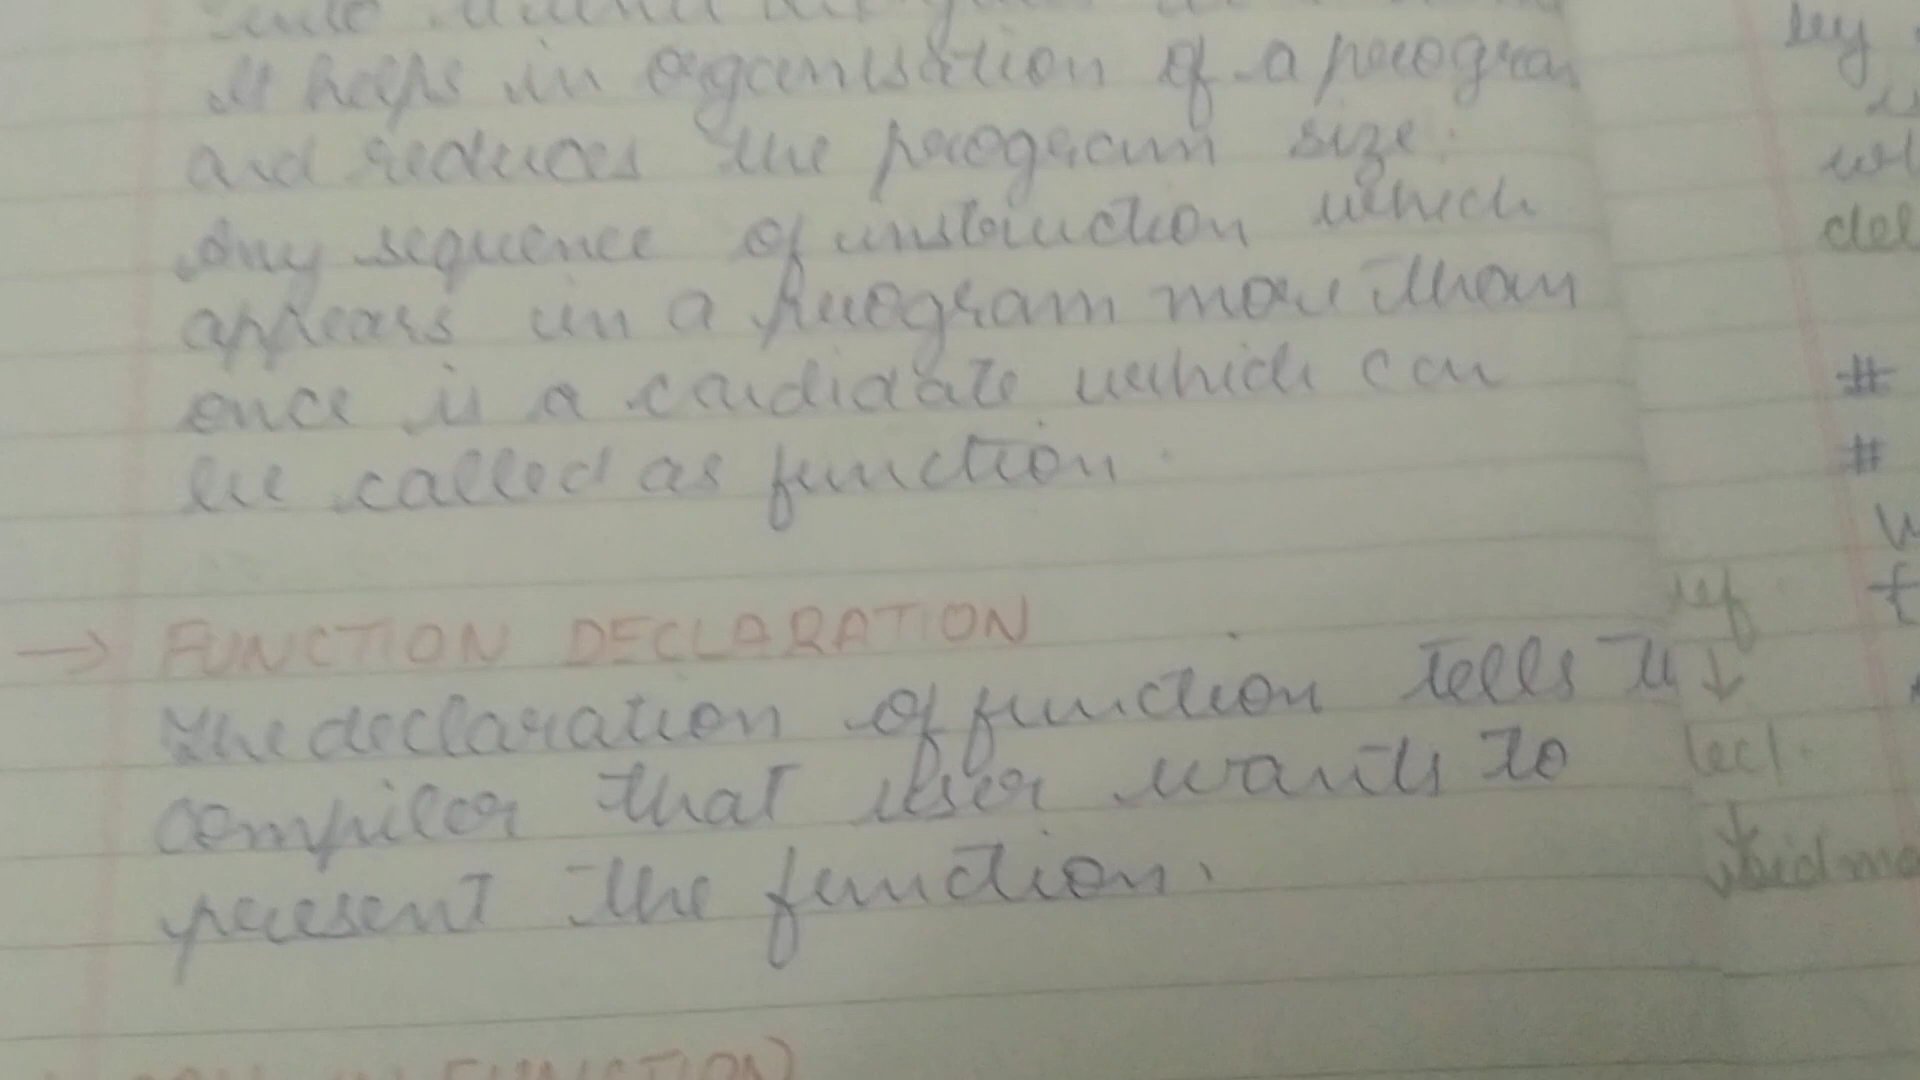 It helps in organisation of a program
and reduces the program size.
Any sequence of instruction which
appears in a program more than
once is a candidate which can
be called as function.
→ FUNCTION DECLARATION
The declaration of function tells
compiler that user wants to
present the function.
decl.
FUNCTION)
#
#